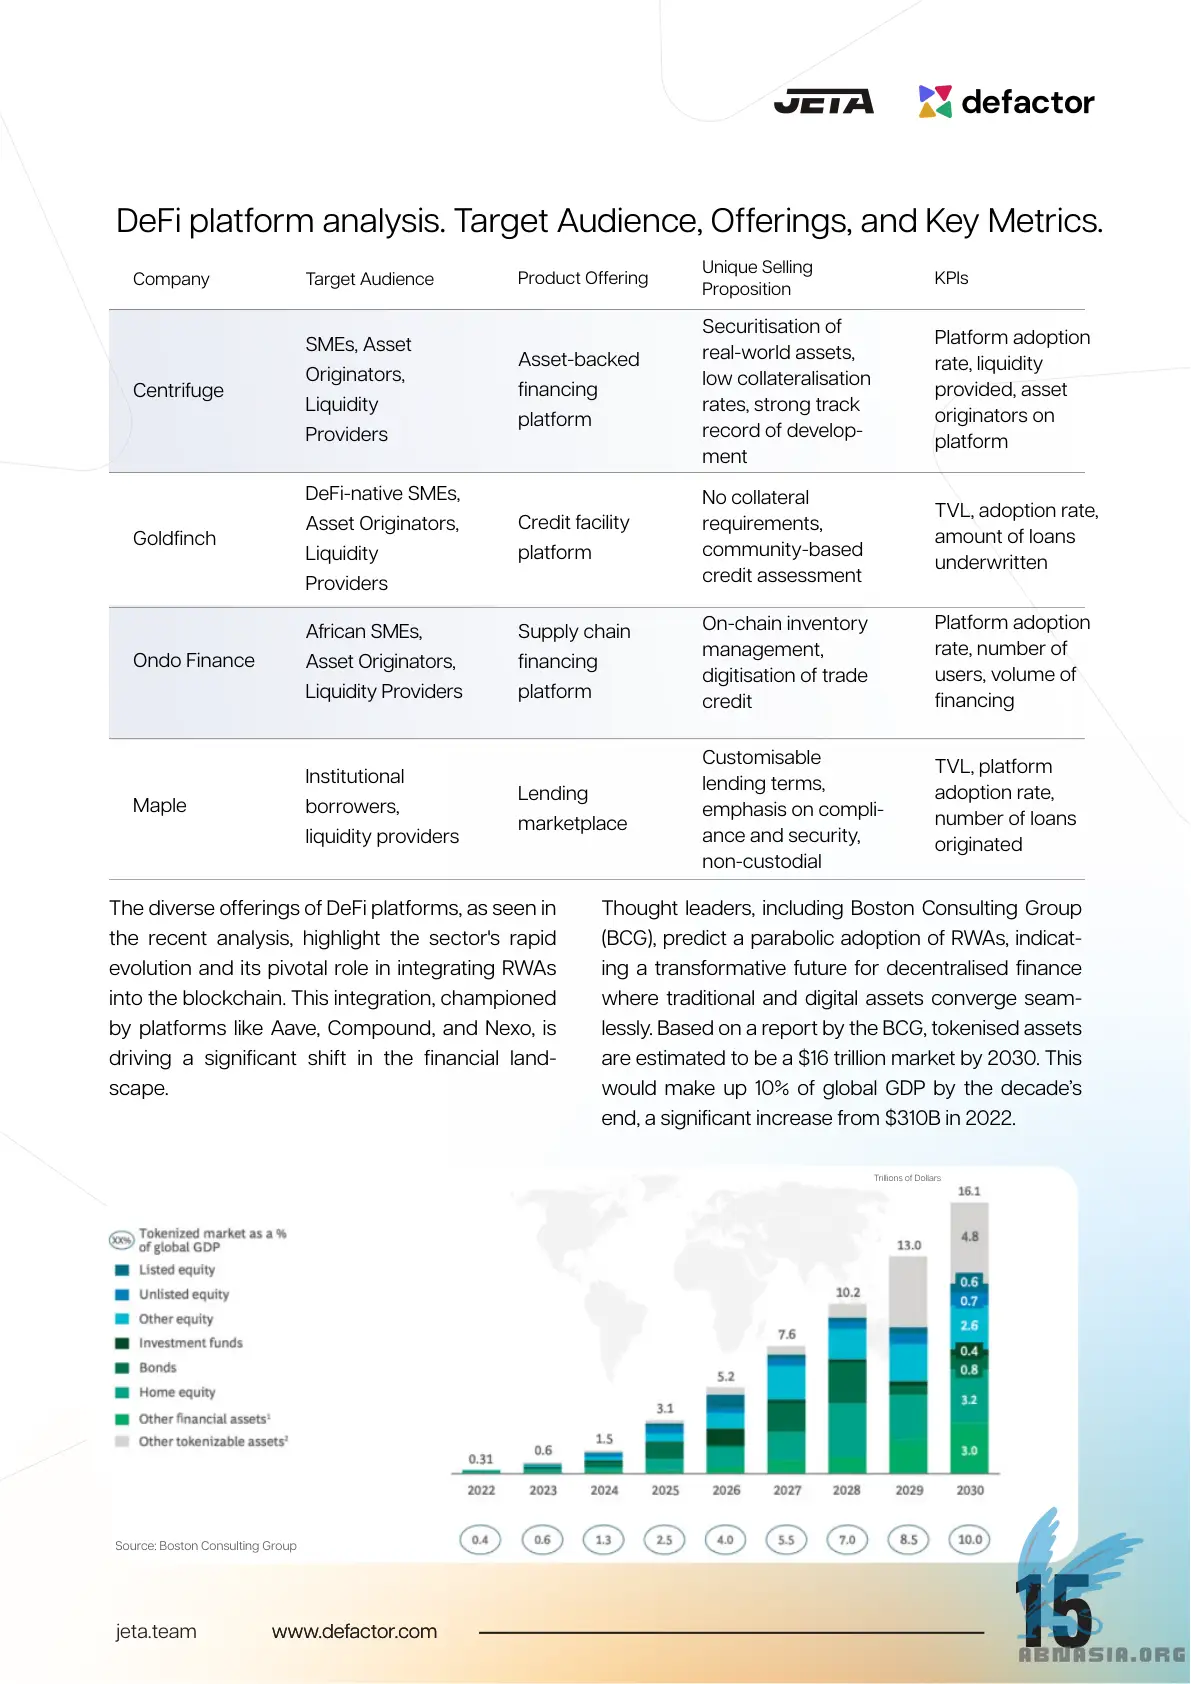 JETA defactor
DeFi platform analysis. Target Audience, Offerings, and Key Metrics.
Company
Target Audience
Product Offering
Unique Selling
Proposition
KPIs
Centrifuge
SMEs, Asset
Originators,
Liquidity
Providers
Asset-backed
financing
platform
Securitisation of
real-world assets,
low collateralisation
rates, strong track
record of develop-
ment
Platform adoption
rate, liquidity
provided, asset
originators on
platform
Goldfinch
DeFi-native SMEs,
Asset Originators,
Liquidity
Providers
Credit facility
platform
No collateral
requirements,
community-based
credit assessment
TVL, adoption rate,
amount of loans
underwritten
Ondo Finance
African SMEs,
Asset Originators,
Liquidity Providers
Supply chain
financing
platform
On-chain inventory
management,
digitisation of trade
credit
Platform adoption
rate, number of
users, volume of
financing
Maple
Institutional
borrowers,
liquidity providers
Lending
marketplace
Customisable
lending terms,
emphasis on compli-
ance and security,
non-custodial
TVL, platform
adoption rate,
number of loans
originated
The diverse offerings of DeFi platforms, as seen in
the recent analysis, highlight the sector's rapid
evolution and its pivotal role in integrating RWAs
into the blockchain. This integration, championed
by platforms like Aave, Compound, and Nexo, is
driving a significant shift in the financial land-
scape.
Thought leaders, including Boston Consulting Group
(BCG), predict a parabolic adoption of RWAs, indicat-
ing a transformative future for decentralised finance
where traditional and digital assets converge seam-
lessly. Based on a report by the BCG, tokenised assets
are estimated to be a $16 trillion market by 2030. This
would make up 10% of global GDP by the decade’s
end, a significant increase from $310B in 2022.
Trillions of Dollars
XX% Tokenized market as a %
of global GDP
Listed equity
Unlisted equity
Other equity
Investment funds
Bonds
Home equity
Other financial assets¹
Other tokenizable assets²
0.31
0.6
1.5
3.1
5.2
7.6
10.2
13.0
16.1
4.8
0.6
0.7
2.6
0.4
0.8
3.2
3.0
2022 2023 2024 2025 2026 2027 2028 2029 2030
0.4 0.6 1.3 2.5 4.0 5.5 7.0 8.5 10.0
Source: Boston Consulting Group
jeta.team www.defactor.com 15
ABNASIA.ORG